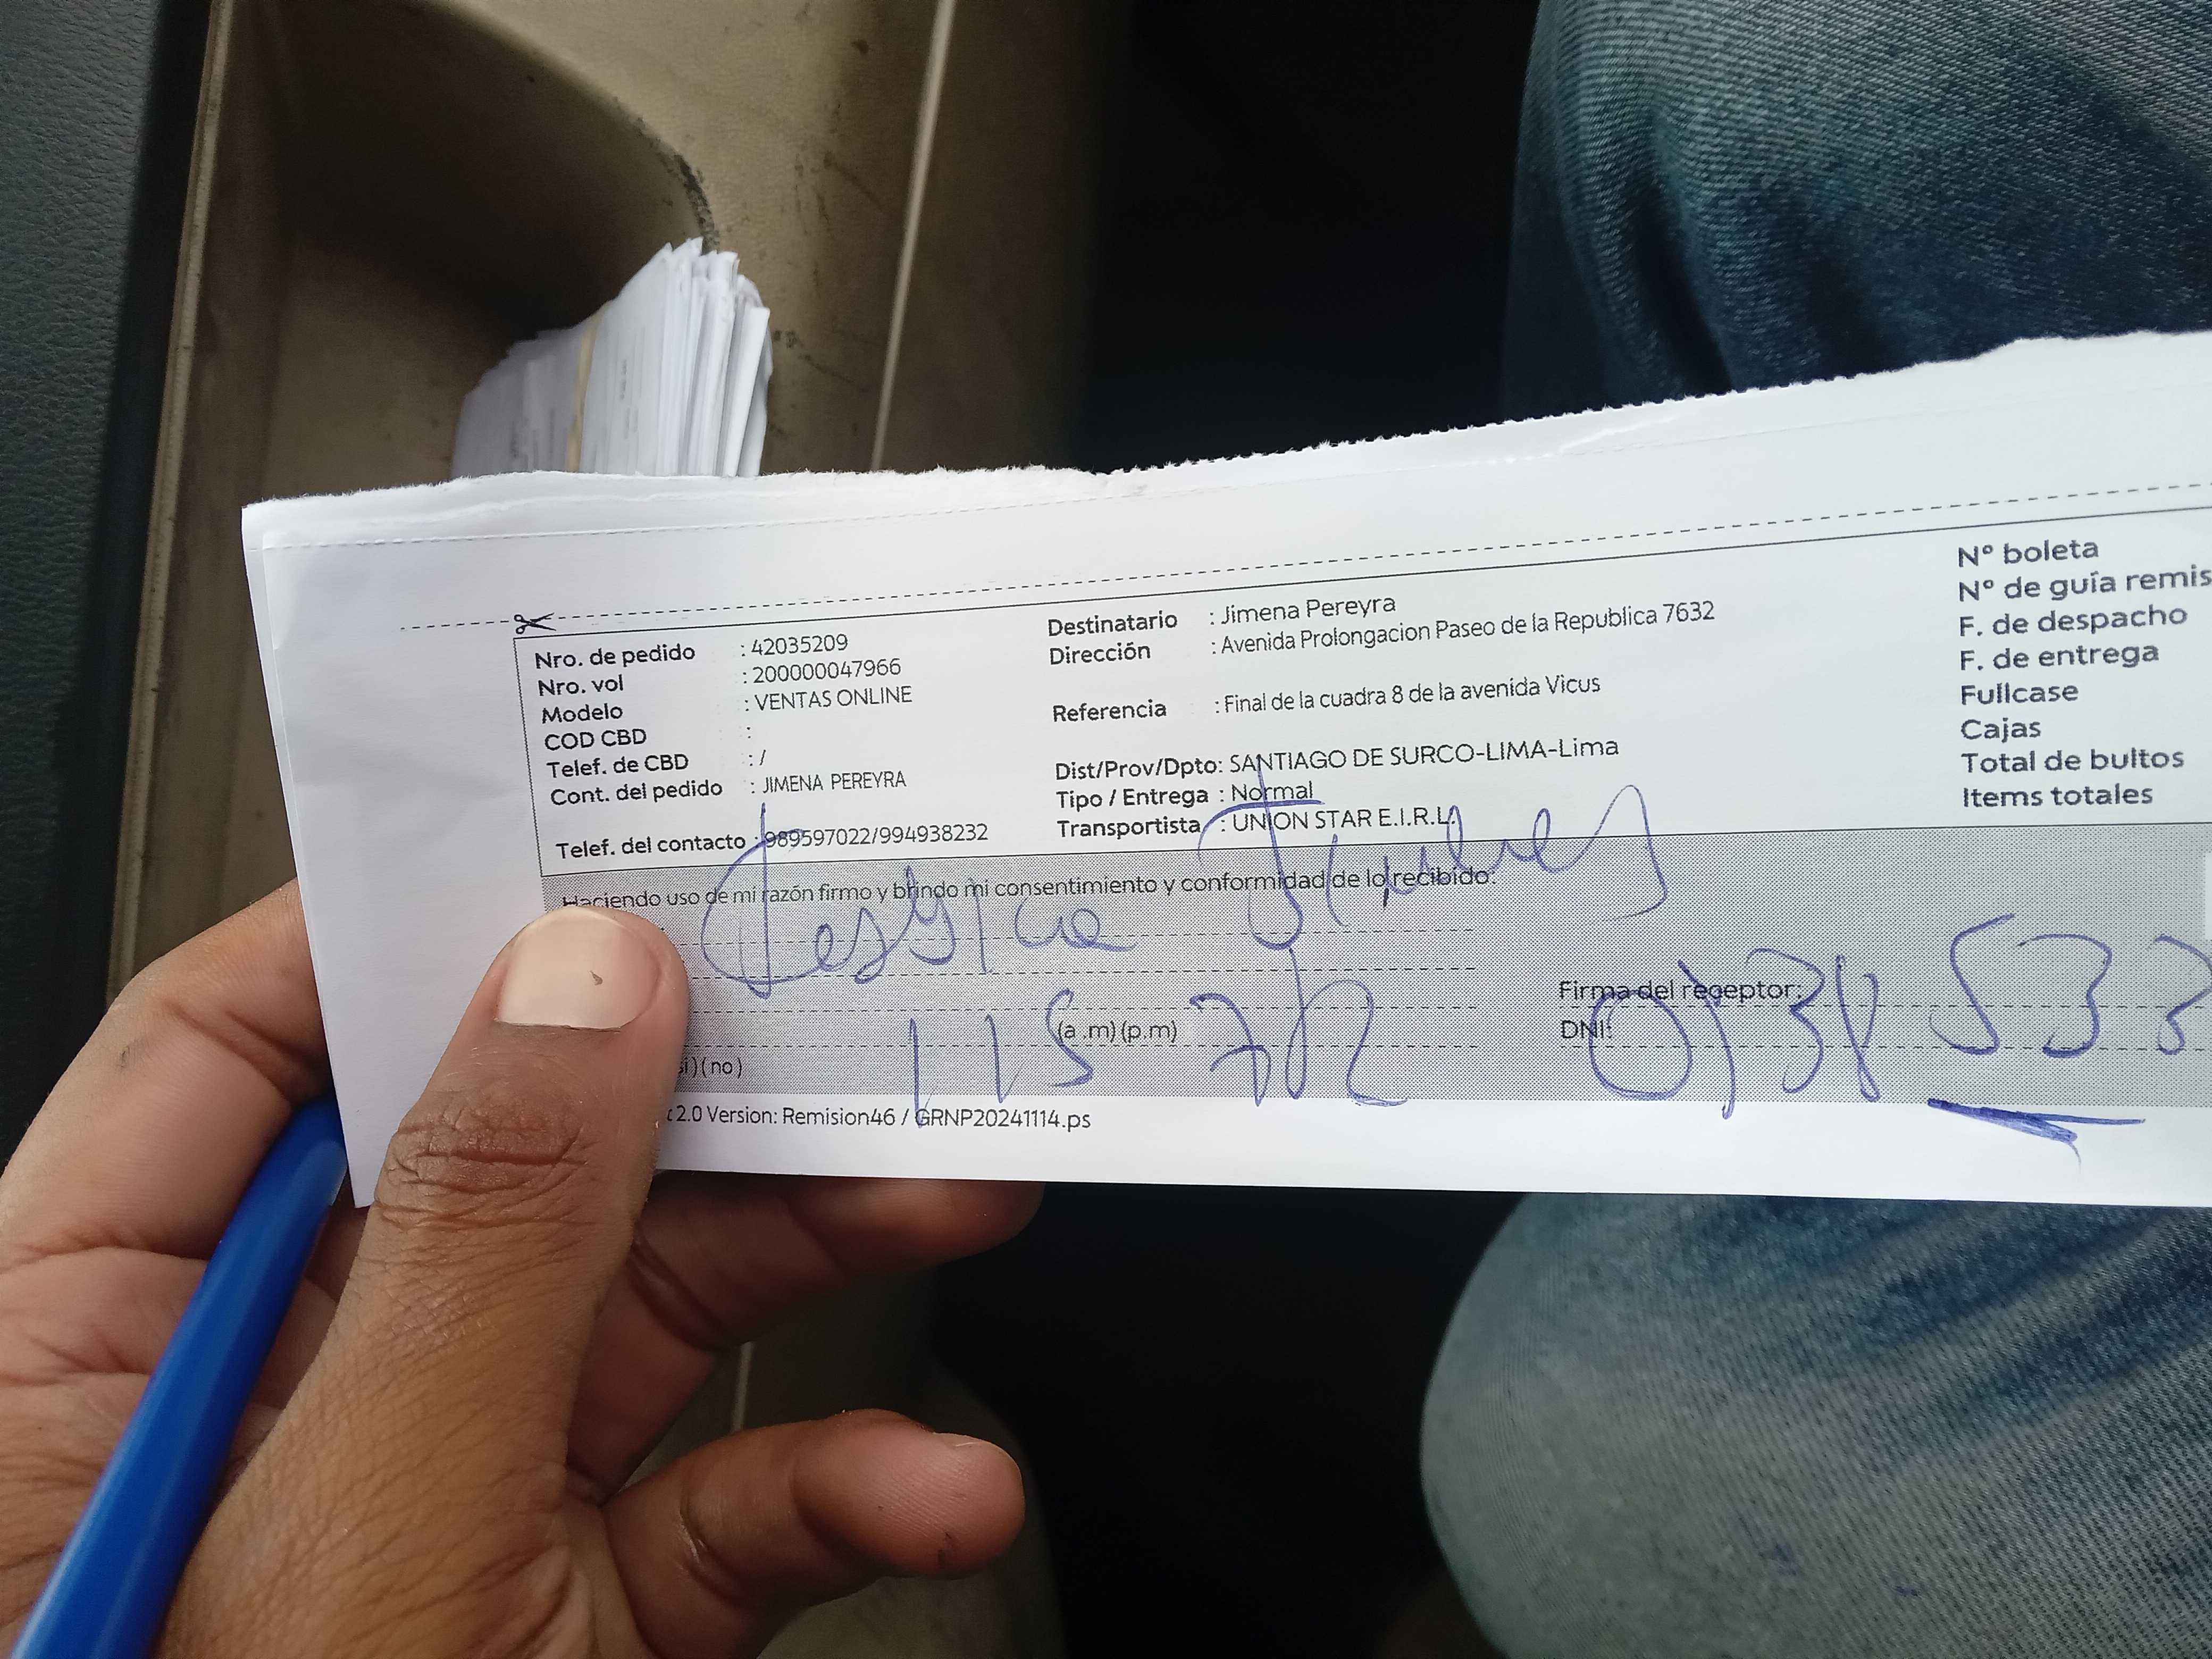 Nro. de pedido : 42035209
Nro. vol : 200000047966
Modelo : VENTAS ONLINE
COD CBD :
Telef. de CBD : /
Cont. del pedido : JIMENA PEREYRA
Telef. del contacto : 989597022/994938232
Destinatario : Jimena Pereyra
Dirección : Avenida Prolongacion Paseo de la Republica 7632
Referencia : Final de la cuadra 8 de la avenida Vicus
Dist/Prov/Dpto: SANTIAGO DE SURCO-LIMA-Lima
Tipo / Entrega : Normal
Transportista : UNION STAR E.I.R.L.
Nº boleta
Nº de guía remis
F. de despacho
F. de entrega
Fullcase
Cajas
Total de bultos
Items totales
Haciendo uso de mi razón firmo y brindo mi consentimiento y conformidad de lo recibido:
(a .m) (p.m)
Firma del receptor:
DNI:
) ( no )
2.0 Version: Remision46 / GRNP20241114.ps